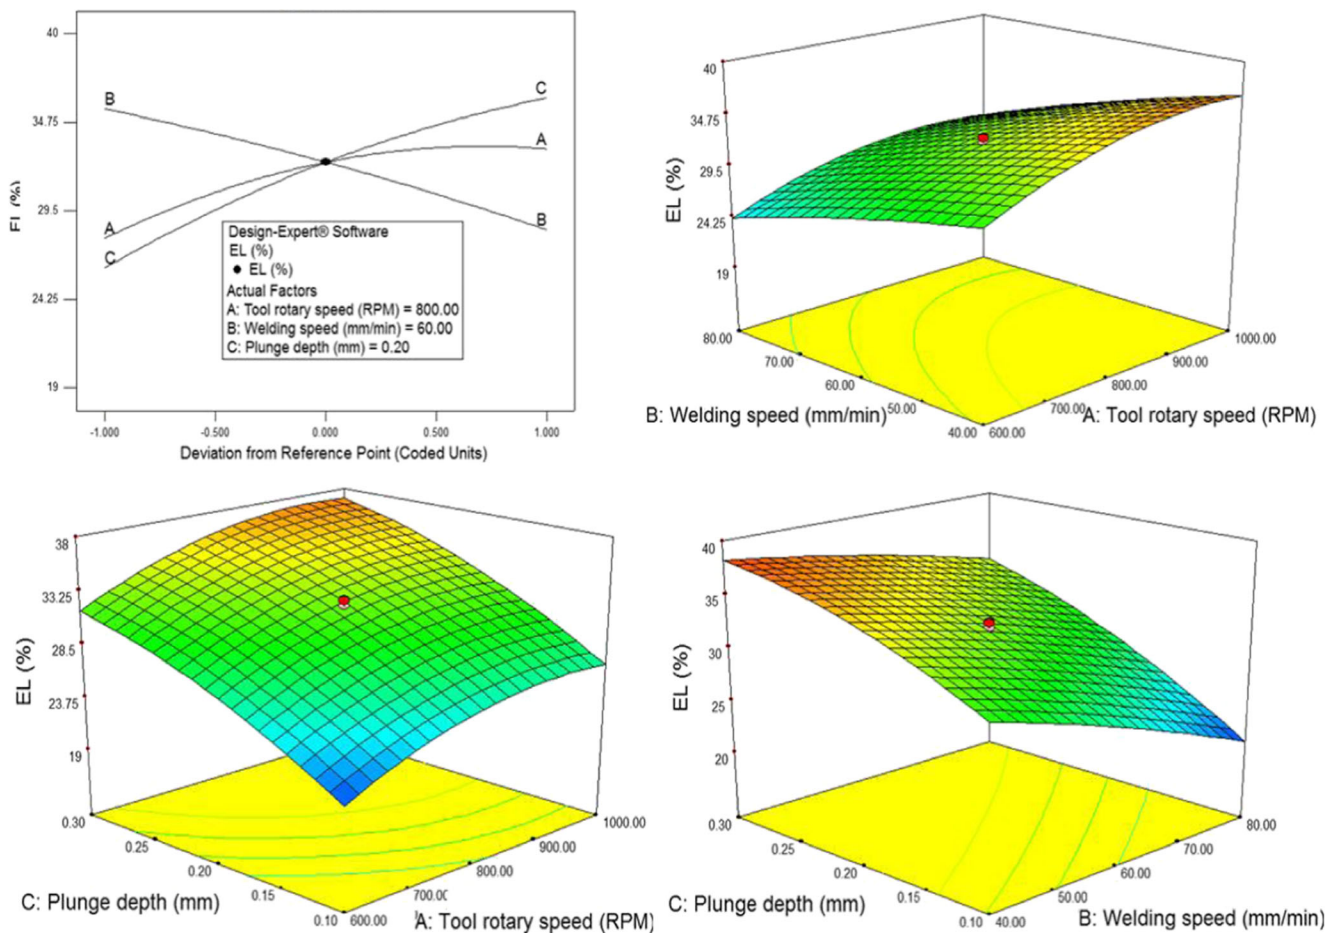 40
34.75
29.5
24.25
19
EL (%)
B
A
C
C
A
B
Design-Expert® Software
EL (%)
EL (%)
Actual Factors
A: Tool rotary speed (RPM) = 800.00
B: Welding speed (mm/min) = 60.00
C: Plunge depth (mm) = 0.20
-1.000
-0.500
0.000
0.500
1.000
Deviation from Reference Point (Coded Units)
40
34.75
29.5
24.25
19
EL (%)
80.00
70.00
60.00
50.00
40.00
600.00
700.00
800.00
900.00
1000.00
B: Welding speed (mm/min)
A: Tool rotary speed (RPM)
38
33.25
28.5
23.75
19
EL (%)
0.30
0.25
0.20
0.15
0.10
600.00
700.00
800.00
900.00
1000.00
C: Plunge depth (mm)
A: Tool rotary speed (RPM)
40
35
30
25
20
EL (%)
0.30
0.25
0.20
0.15
0.10
40.00
50.00
60.00
70.00
80.00
C: Plunge depth (mm)
B: Welding speed (mm/min)